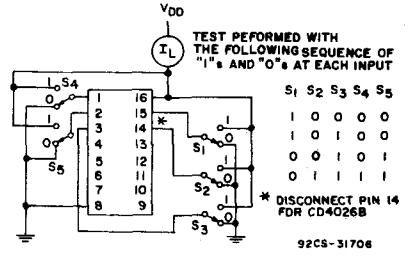 VDD
IL
TEST PEFORMED WITH
THE FOLLOWING SEQUENCE OF
"1"s AND "0"s AT EACH INPUT
S1 S2 S3 S4 S5
1 0 0 0 0
0 1 0 0 0
0 0 1 0 1
0 1 1 1 1
* DISCONNECT PIN 14
FOR CD4026B
92CS-31706
1 S4
0
1
0
S5
1 16
2 15
3 14 *
4 13
5 12
6 11
7 10
8 9
1
S1 0
1
S2 0
1
S3 0